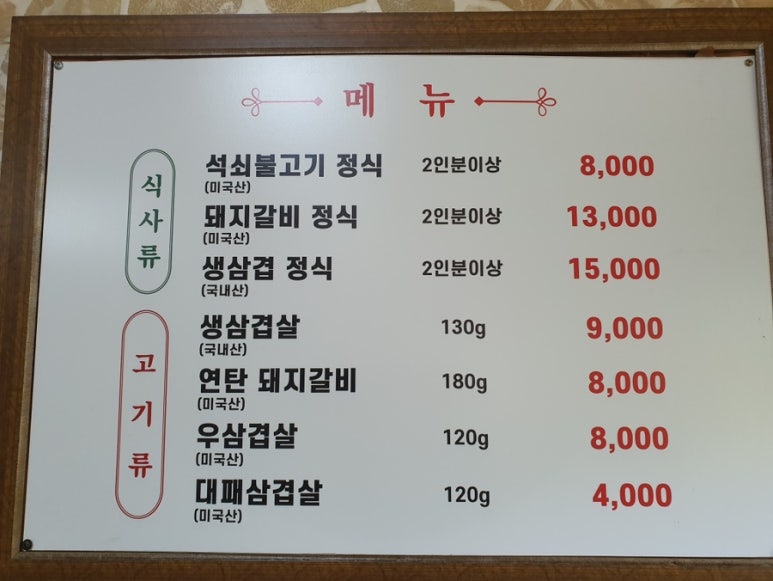 메 뉴
식사류
석쇠불고기 정식 2인분이상 8,000
(미국산)
돼지갈비 정식 2인분이상 13,000
(미국산)
생삼겹 정식 2인분이상 15,000
(국내산)
고기류
생삼겹살 130g 9,000
(국내산)
연탄 돼지갈비 180g 8,000
(미국산)
우삼겹살 120g 8,000
(미국산)
대패삼겹살 120g 4,000
(미국산)